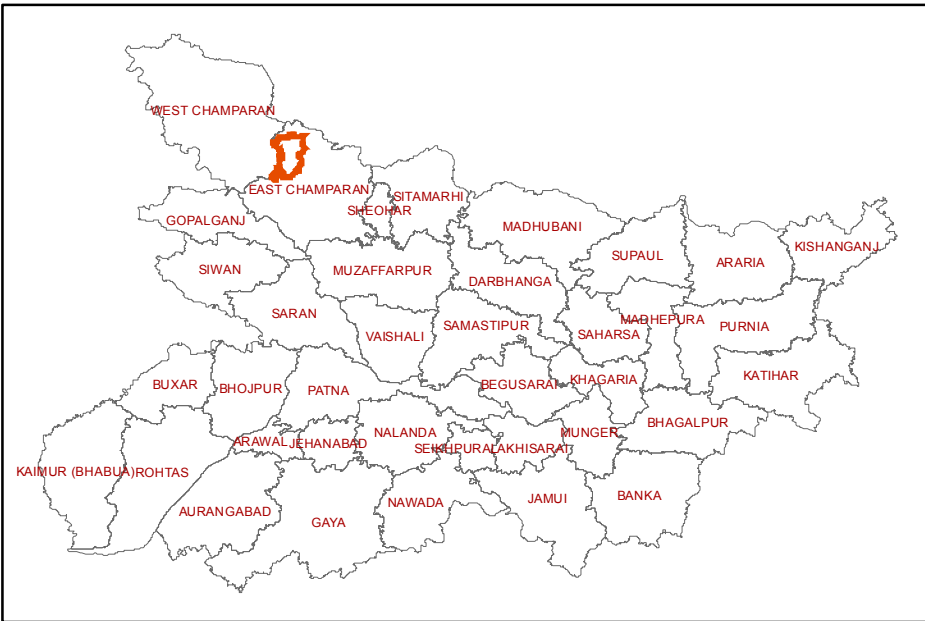 WEST CHAMPARAN
EAST CHAMPARAN
SITAMARHI
SHEOHAR
GOPALGANJ
MADHUBANI
KISHANGANJ
SUPAUL
ARARIA
SIWAN
MUZAFFARPUR
DARBHANGA
SARAN
MADHEPURA
PURNIA
SAMASTIPUR
VAISHALI
SAHARSA
KATIHAR
KHAGARIA
BUXAR
BHOJPUR
PATNA
BEGUSARAI
BHAGALPUR
NALANDA
MUNGER
ARAWAL
JEHANABAD
SEIKHPURA
LAKHISARAI
KAIMUR (BHABUA)
ROHTAS
BANKA
JAMUI
NAWADA
AURANGABAD
GAYA